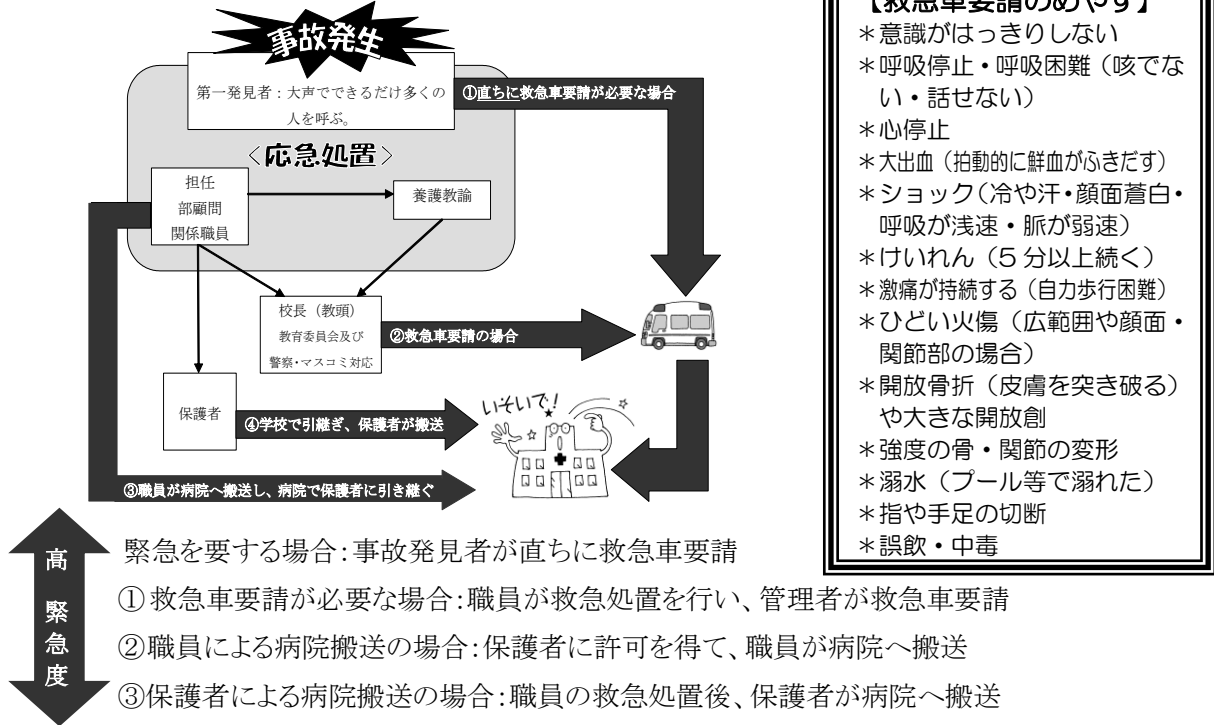 事故発生
第一発見者：大声でできるだけ多くの
人を呼ぶ。
①直ちに救急車要請が必要な場合
＜応急処置＞
担任
部顧問
関係職員
養護教諭
校長（教頭）
教育委員会及び
警察・マスコミ対応
②救急車要請の場合
保護者
④学校で引継ぎ、保護者が搬送
いそいで！
③職員が病院へ搬送し、病院で保護者に引き継ぐ
【救急車要請のめやす】
＊意識がはっきりしない
＊呼吸停止・呼吸困難（咳でな
い・話せない）
＊心停止
＊大出血（拍動的に鮮血がふきだす）
＊ショック（冷や汗・顔面蒼白・
呼吸が浅速・脈が弱速）
＊けいれん（５分以上続く）
＊激痛が持続する（自力歩行困難）
＊ひどい火傷（広範囲や顔面・
関節部の場合）
＊開放骨折（皮膚を突き破る）
や大きな開放創
＊強度の骨・関節の変形
＊溺水（プール等で溺れた）
＊指や手足の切断
＊誤飲・中毒
高 緊急度
緊急を要する場合：事故発見者が直ちに救急車要請
①救急車要請が必要な場合：職員が救急処置を行い、管理者が救急車要請
②職員による病院搬送の場合：保護者に許可を得て、職員が病院へ搬送
③保護者による病院搬送の場合：職員の救急処置後、保護者が病院へ搬送